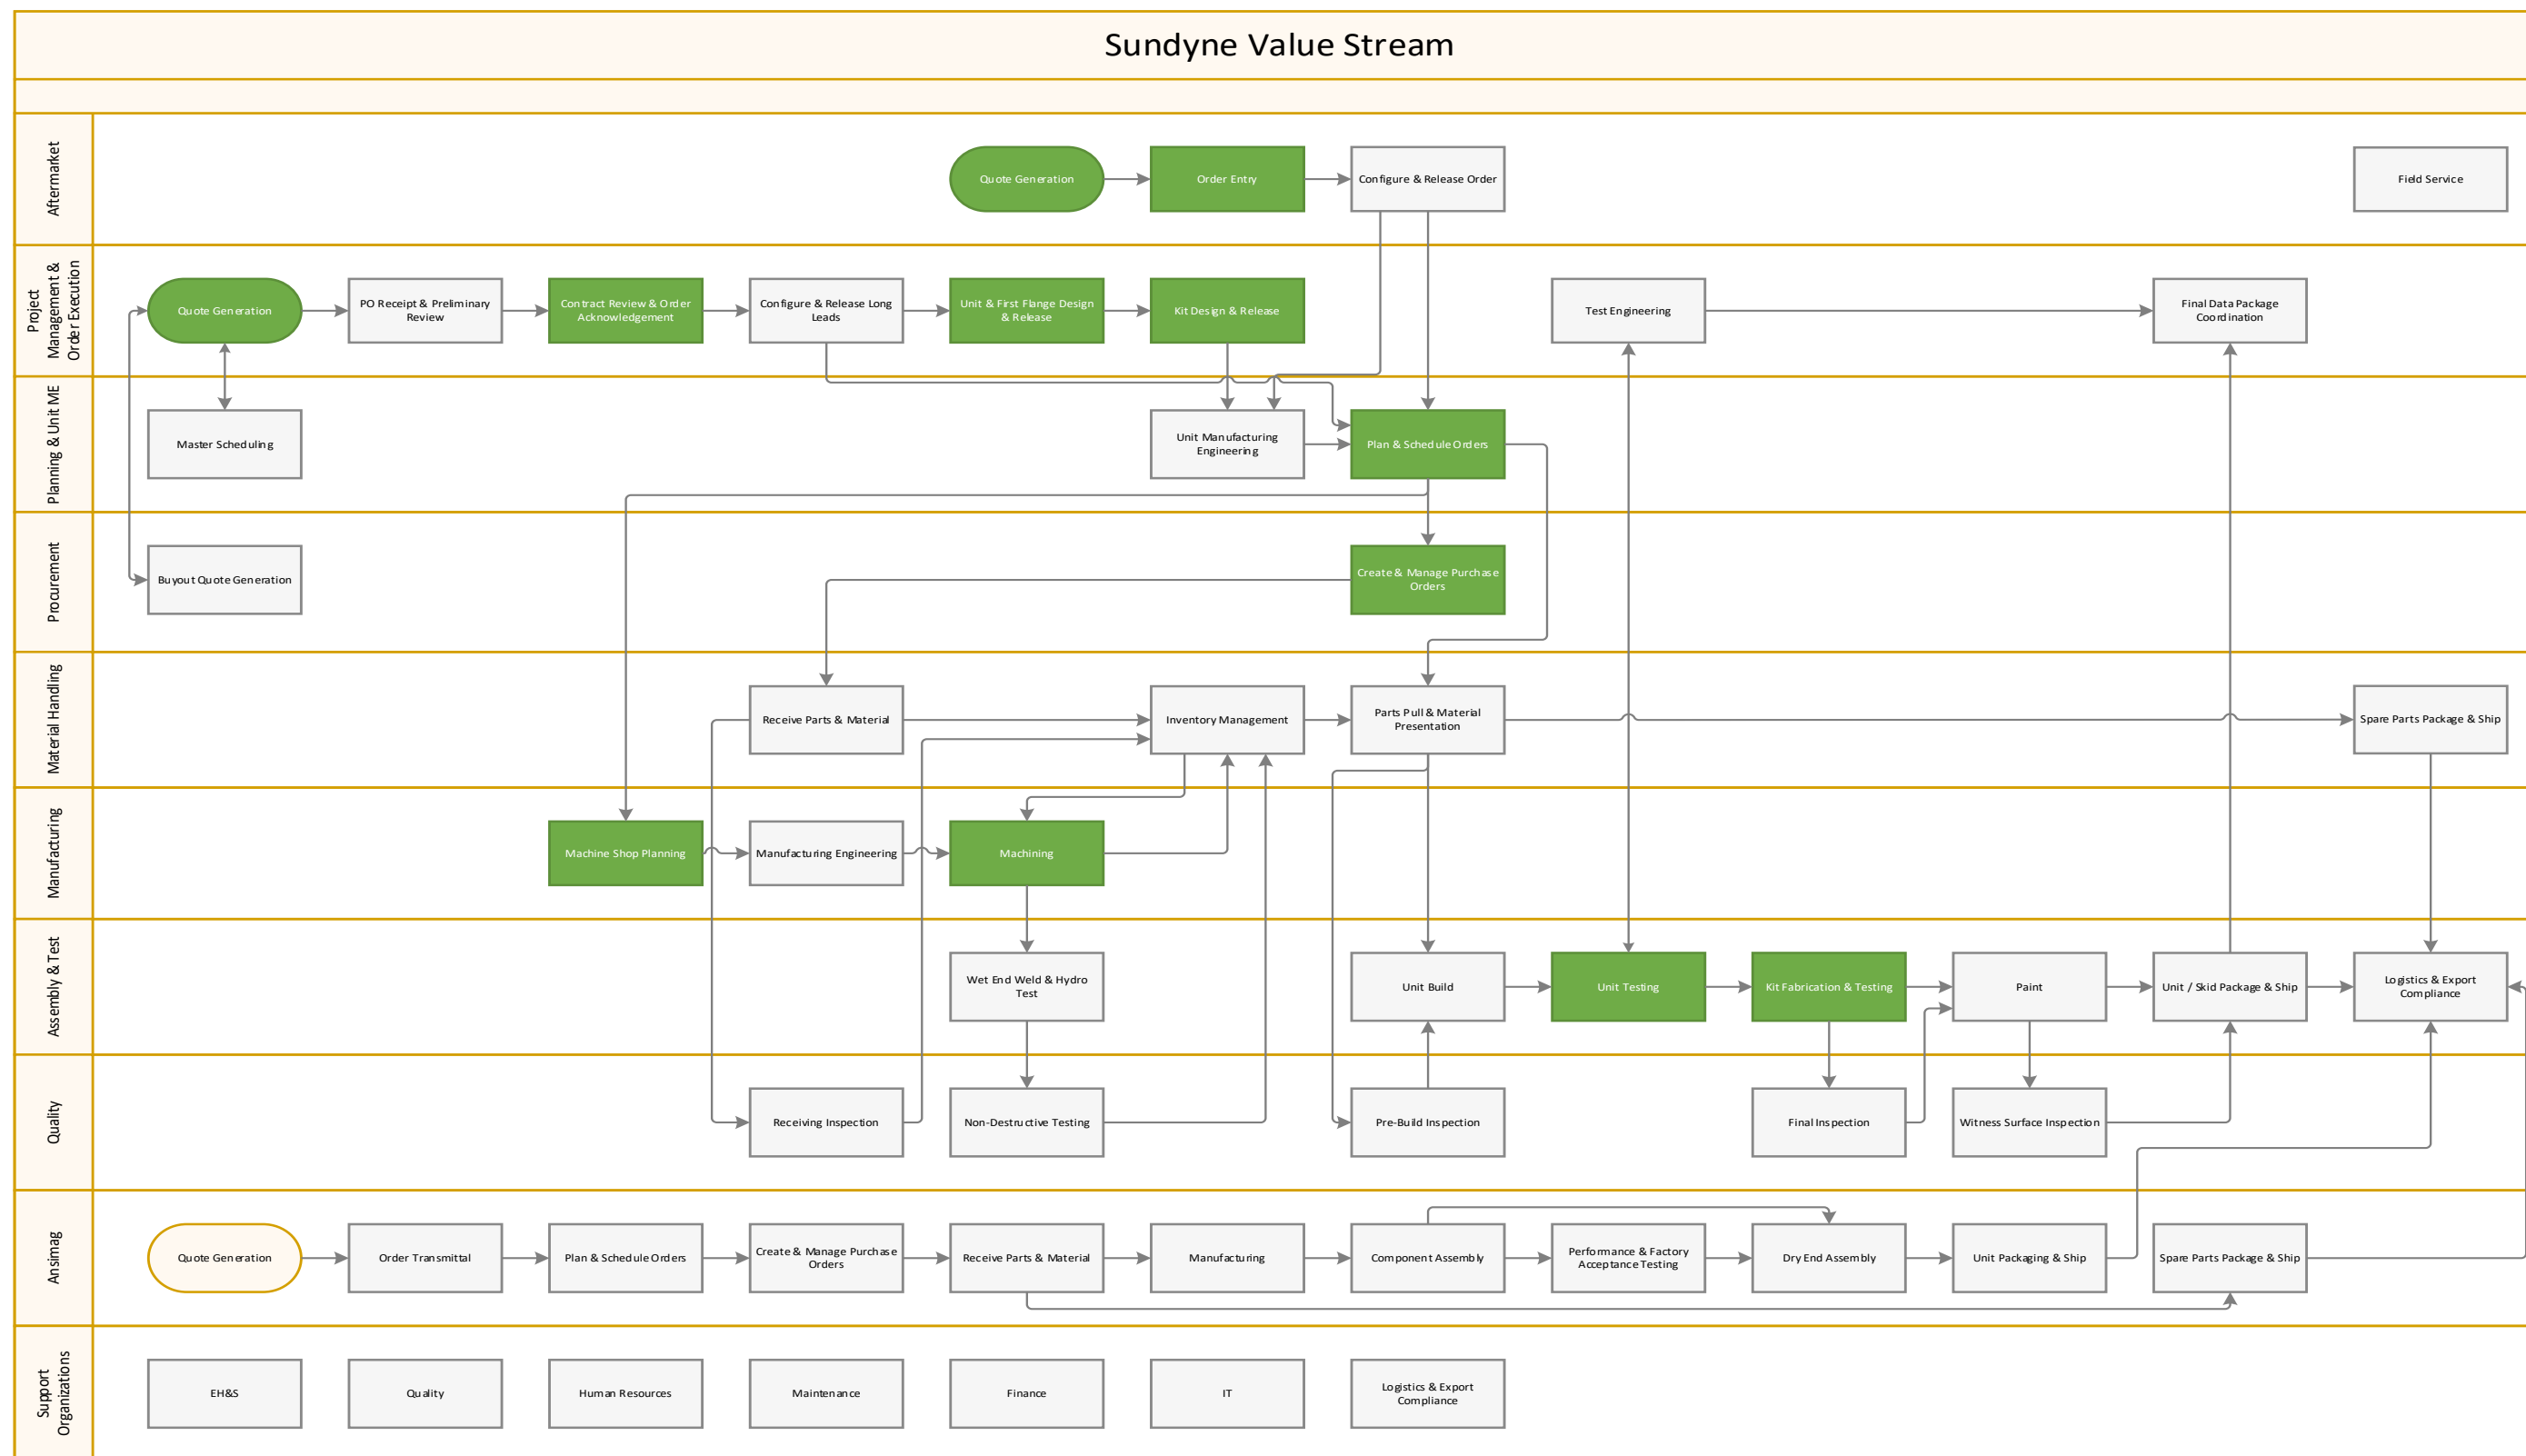 Sundyne Value Stream
Aftermarket
Quote Generation
Order Entry
Configure & Release Order
Field Service
Project
Management &
Order Execution
Quote Generation
PO Receipt & Preliminary
Review
Contract Review & Order
Acknowledgement
Configure & Release Long
Leads
Unit & First Flange Design
& Release
Kit Design & Release
Test Engineering
Final Data Package
Coordination
Planning & Unit ME
Master Scheduling
Unit Manufacturing
Engineering
Plan & Schedule Orders
Procurement
Buyout Quote Generation
Create & Manage Purchase
Orders
Material Handling
Receive Parts & Material
Inventory Management
Parts Pull & Material
Presentation
Spare Parts Package & Ship
Manufacturing
Machine Shop Planning
Manufacturing Engineering
Machining
Assembly & Test
Wet End Weld & Hydro
Test
Unit Build
Unit Testing
Kit Fabrication & Testing
Paint
Unit / Skid Package & Ship
Logistics & Export
Compliance
Quality
Receiving Inspection
Non-Destructive Testing
Pre-Build Inspection
Final Inspection
Witness Surface Inspection
Ansimag
Quote Generation
Order Transmittal
Plan & Schedule Orders
Create & Manage Purchase
Orders
Receive Parts & Material
Manufacturing
Component Assembly
Performance & Factory
Acceptance Testing
Dry End Assembly
Unit Packaging & Ship
Spare Parts Package & Ship
Support
Organizations
EH&S
Quality
Human Resources
Maintenance
Finance
IT
Logistics & Export
Compliance